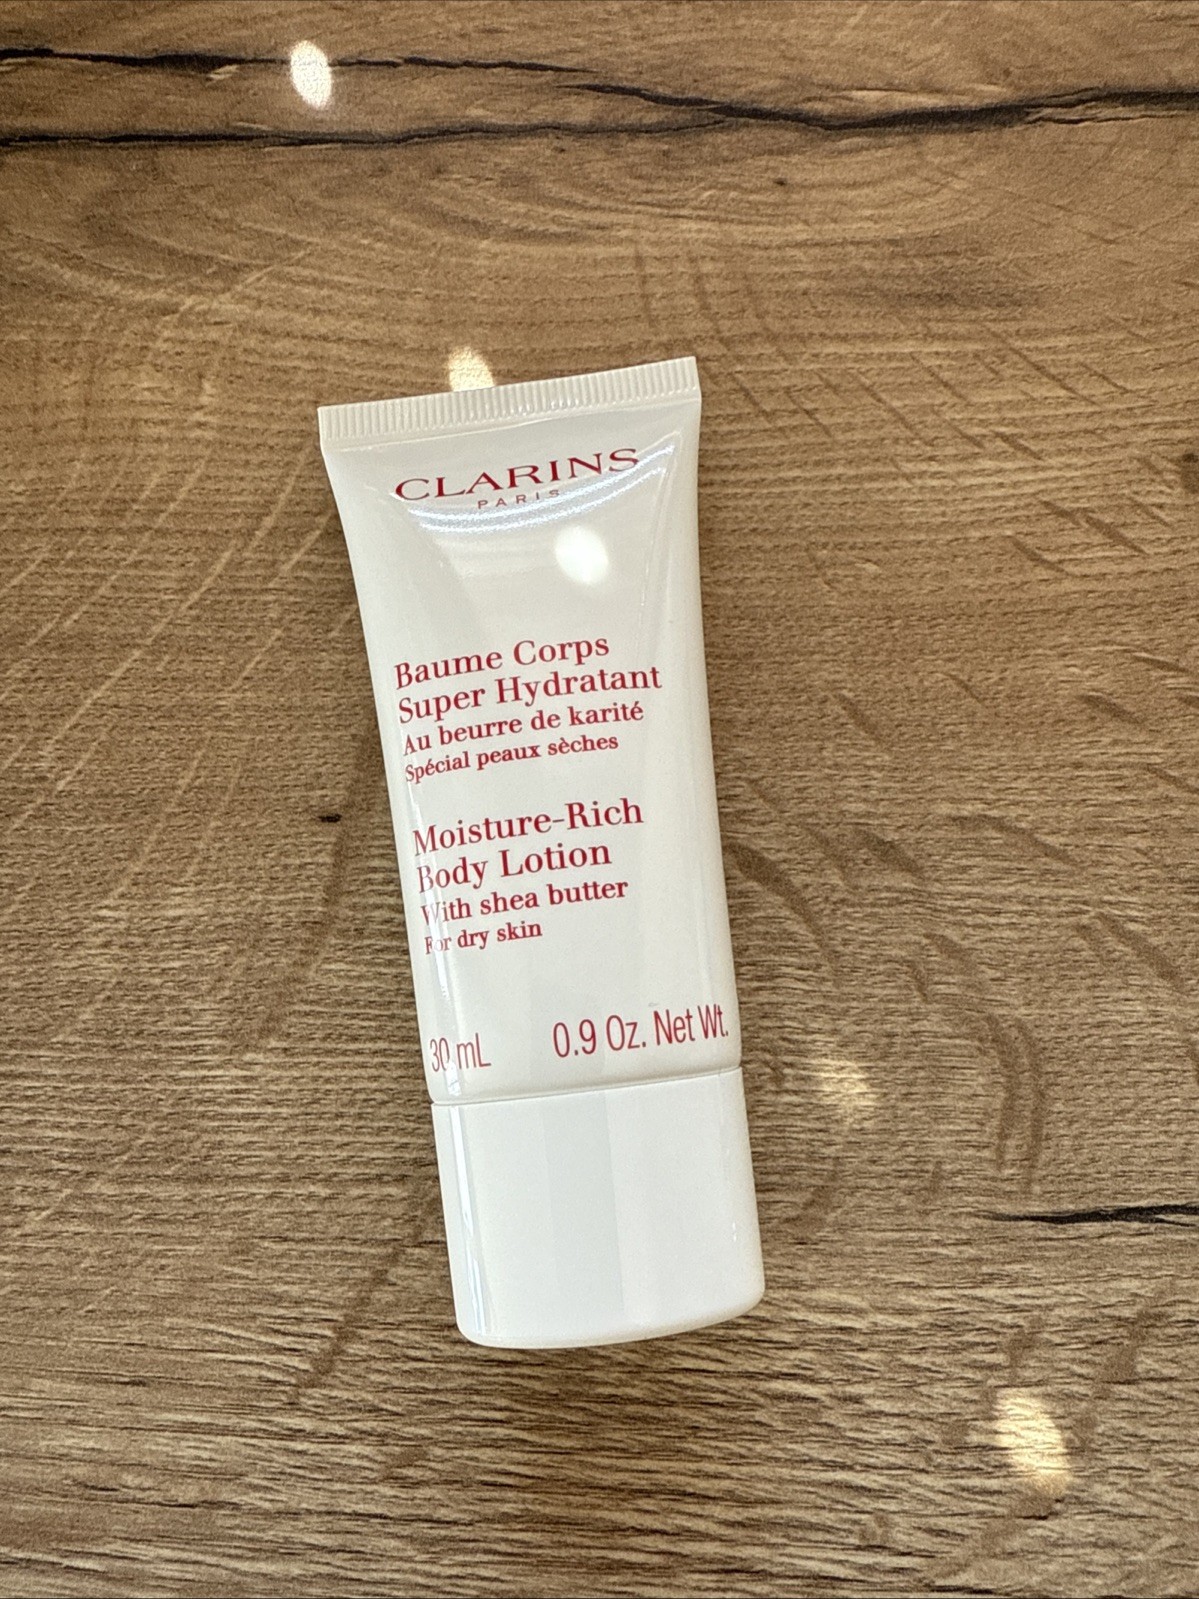 CLARINS
PARIS
Baume Corps
Super Hydratant
Au beurre de karité
Spécial peaux sèches
Moisture-Rich
Body Lotion
With shea butter
For dry skin
30 mL 0.9 Oz. Net Wt.